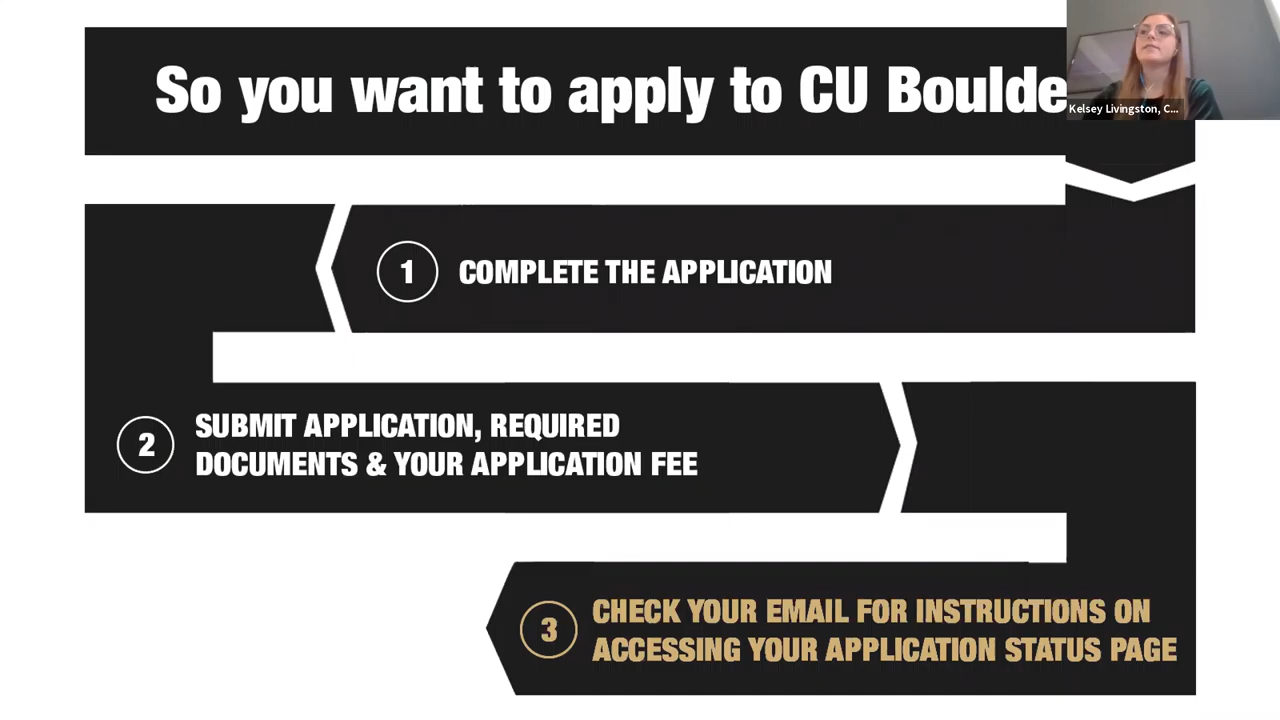 So you want to apply to CU Boulde
Kelsey Livingston, C...
1 COMPLETE THE APPLICATION
2 SUBMIT APPLICATION, REQUIRED
DOCUMENTS & YOUR APPLICATION FEE
3 CHECK YOUR EMAIL FOR INSTRUCTIONS ON
ACCESSING YOUR APPLICATION STATUS PAGE